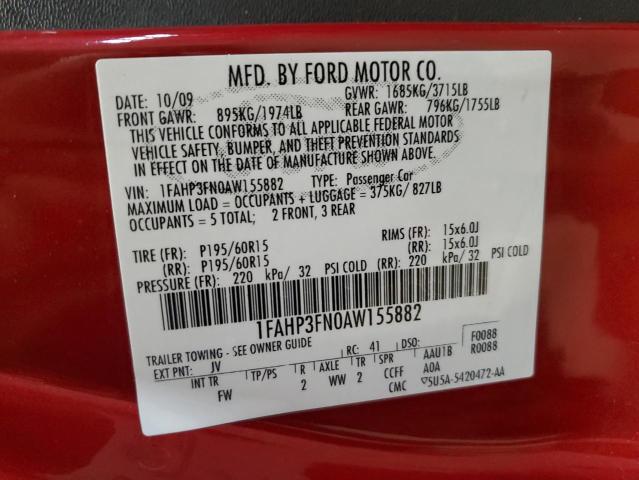 MFD. BY FORD MOTOR CO.
DATE: 10/09 GVWR: 1685KG/3715LB
FRONT GAWR: 895KG/1974LB REAR GAWR: 796KG/1755LB
THIS VEHICLE CONFORMS TO ALL APPLICABLE FEDERAL MOTOR
VEHICLE SAFETY, BUMPER, AND THEFT PREVENTION STANDARDS
IN EFFECT ON THE DATE OF MANUFACTURE SHOWN ABOVE.
VIN: 1FAHP3FN0AW155882 TYPE: Passenger Car
MAXIMUM LOAD = OCCUPANTS + LUGGAGE = 375KG/ 827LB
OCCUPANTS = 5 TOTAL; 2 FRONT, 3 REAR
TIRE (FR): P195/60R15 RIMS (FR): 15x6.0J
(RR): P195/60R15 (RR): 15x6.0J
PRESSURE (FR): 220 kPa/ 32 PSI COLD (RR): 220 kPa/ 32 PSI COLD
1FAHP3FN0AW155882
TRAILER TOWING - SEE OWNER GUIDE
EXT PNT: JV RC: 41 DSO: F0088
INT TR TP/PS R AXLE TR SPR AAU1B R0088
FW 2 WW 2 CCFF A0A
CMC 5U5A-5420472-AA